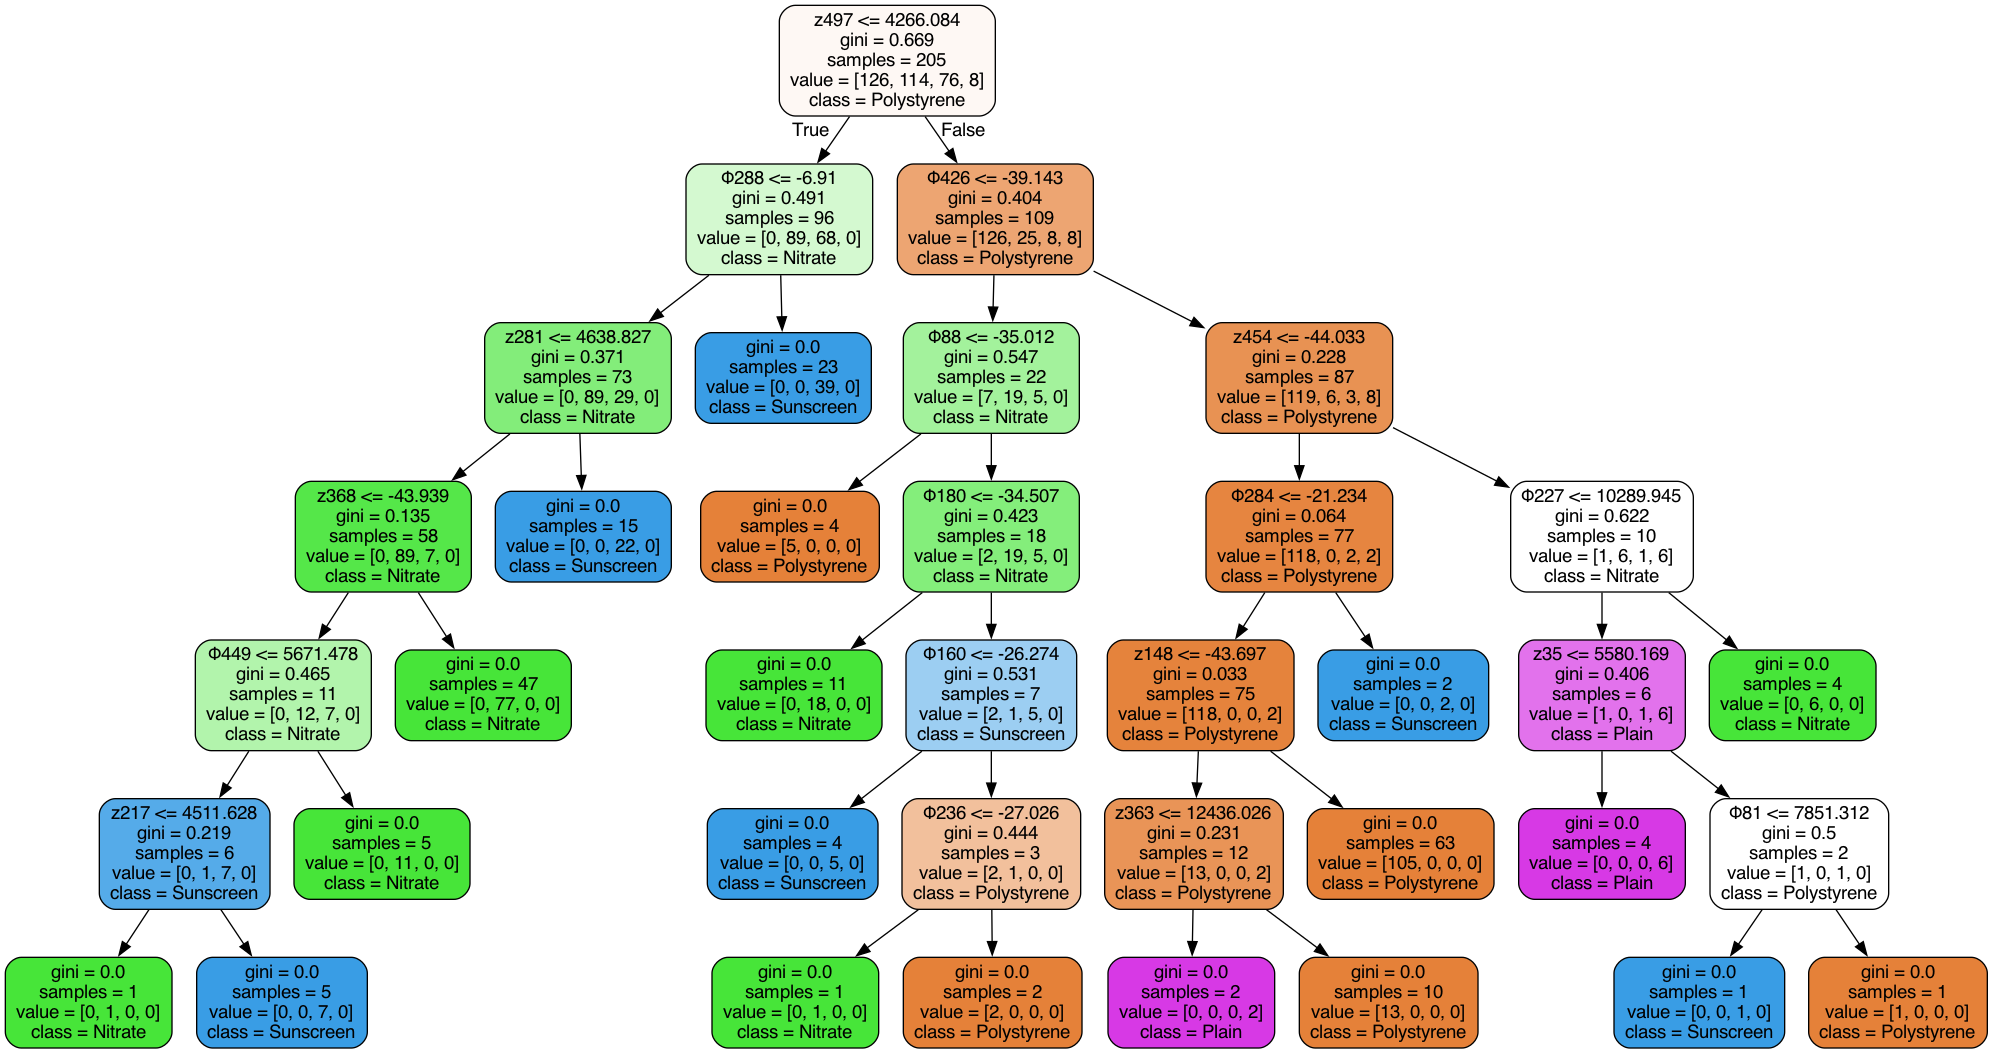 z497 <= 4266.084
gini = 0.669
samples = 205
value = [126, 114, 76, 8]
class = Polystyrene
True
False
Φ288 <= -6.91
gini = 0.491
samples = 96
value = [0, 89, 68, 0]
class = Nitrate
Φ426 <= -39.143
gini = 0.404
samples = 109
value = [126, 25, 8, 8]
class = Polystyrene
z281 <= 4638.827
gini = 0.371
samples = 73
value = [0, 89, 29, 0]
class = Nitrate
gini = 0.0
samples = 23
value = [0, 0, 39, 0]
class = Sunscreen
Φ88 <= -35.012
gini = 0.547
samples = 22
value = [7, 19, 5, 0]
class = Nitrate
z454 <= -44.033
gini = 0.228
samples = 87
value = [119, 6, 3, 8]
class = Polystyrene
z368 <= -43.939
gini = 0.135
samples = 58
value = [0, 89, 7, 0]
class = Nitrate
gini = 0.0
samples = 15
value = [0, 0, 22, 0]
class = Sunscreen
gini = 0.0
samples = 4
value = [5, 0, 0, 0]
class = Polystyrene
Φ180 <= -34.507
gini = 0.423
samples = 18
value = [2, 19, 5, 0]
class = Nitrate
Φ284 <= -21.234
gini = 0.064
samples = 77
value = [118, 0, 2, 2]
class = Polystyrene
Φ227 <= 10289.945
gini = 0.622
samples = 10
value = [1, 6, 1, 6]
class = Nitrate
Φ449 <= 5671.478
gini = 0.465
samples = 11
value = [0, 12, 7, 0]
class = Nitrate
gini = 0.0
samples = 47
value = [0, 77, 0, 0]
class = Nitrate
gini = 0.0
samples = 11
value = [0, 18, 0, 0]
class = Nitrate
Φ160 <= -26.274
gini = 0.531
samples = 7
value = [2, 1, 5, 0]
class = Sunscreen
z148 <= -43.697
gini = 0.033
samples = 75
value = [118, 0, 0, 2]
class = Polystyrene
gini = 0.0
samples = 2
value = [0, 0, 2, 0]
class = Sunscreen
z35 <= 5580.169
gini = 0.406
samples = 6
value = [1, 0, 1, 6]
class = Plain
gini = 0.0
samples = 4
value = [0, 6, 0, 0]
class = Nitrate
z217 <= 4511.628
gini = 0.219
samples = 6
value = [0, 1, 7, 0]
class = Sunscreen
gini = 0.0
samples = 5
value = [0, 11, 0, 0]
class = Nitrate
gini = 0.0
samples = 4
value = [0, 0, 5, 0]
class = Sunscreen
Φ236 <= -27.026
gini = 0.444
samples = 3
value = [2, 1, 0, 0]
class = Polystyrene
z363 <= 12436.026
gini = 0.231
samples = 12
value = [13, 0, 0, 2]
class = Polystyrene
gini = 0.0
samples = 63
value = [105, 0, 0, 0]
class = Polystyrene
gini = 0.0
samples = 4
value = [0, 0, 0, 6]
class = Plain
Φ81 <= 7851.312
gini = 0.5
samples = 2
value = [1, 0, 1, 0]
class = Polystyrene
gini = 0.0
samples = 1
value = [0, 1, 0, 0]
class = Nitrate
gini = 0.0
samples = 5
value = [0, 0, 7, 0]
class = Sunscreen
gini = 0.0
samples = 1
value = [0, 1, 0, 0]
class = Nitrate
gini = 0.0
samples = 2
value = [2, 0, 0, 0]
class = Polystyrene
gini = 0.0
samples = 2
value = [0, 0, 0, 2]
class = Plain
gini = 0.0
samples = 10
value = [13, 0, 0, 0]
class = Polystyrene
gini = 0.0
samples = 1
value = [0, 0, 1, 0]
class = Sunscreen
gini = 0.0
samples = 1
value = [1, 0, 0, 0]
class = Polystyrene